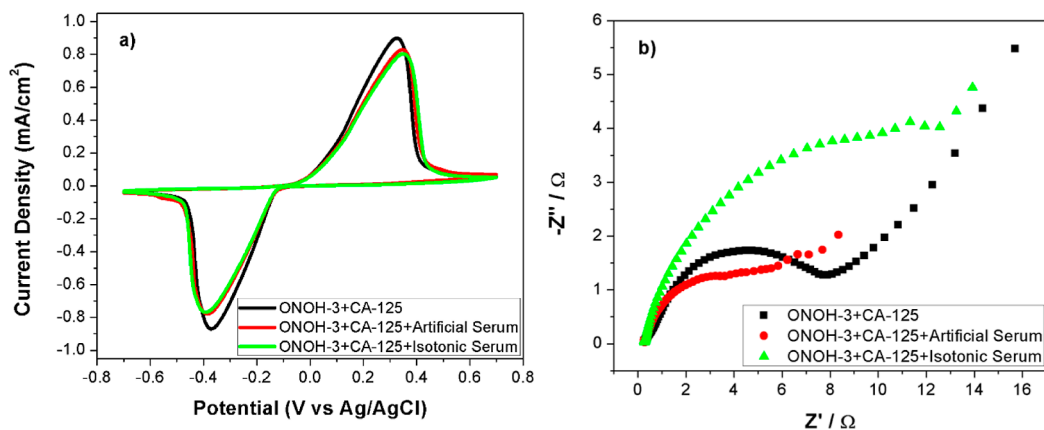 a)
Current Density (mA/cm²)
1.0
0.8
0.6
0.4
0.2
0.0
-0.2
-0.4
-0.6
-0.8
-1.0
ONOH-3+CA-125
ONOH-3+CA-125+Artificial Serum
ONOH-3+CA-125+Isotonic Serum
-0.8 -0.6 -0.4 -0.2 0.0 0.2 0.4 0.6 0.8
Potential (V vs Ag/AgCl)
b)
-Z'' / Ω
6
5
4
3
2
1
0
ONOH-3+CA-125
ONOH-3+CA-125+Artificial Serum
ONOH-3+CA-125+Isotonic Serum
0 2 4 6 8 10 12 14 16
Z' / Ω